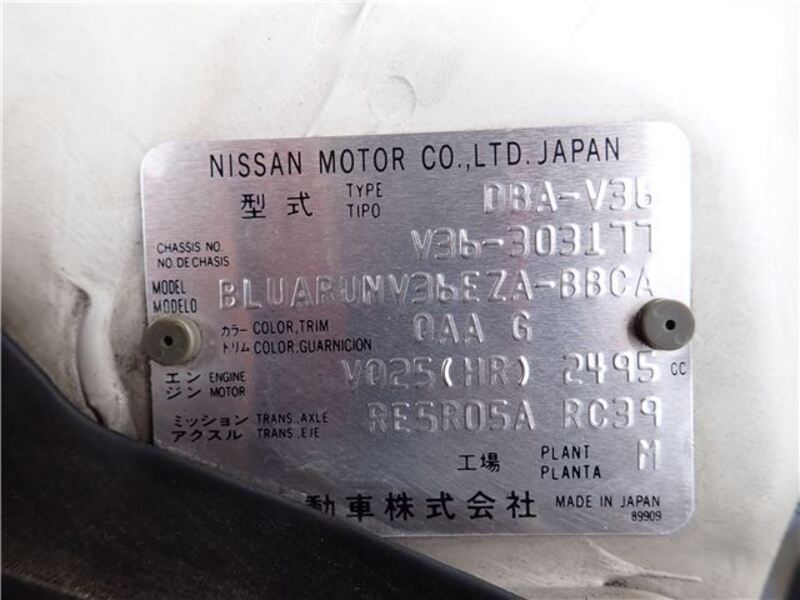 NISSAN MOTOR CO.,LTD. JAPAN
型式 TYPE TIPO DBA-V36
CHASSIS NO. NO. DE CHASIS V36-303177
MODEL MODELO BLUARUMV36EZA-BBCA
カラー COLOR,TRIM トリム COLOR,GUARNICION QAA G
エンジン ENGINE MOTOR VQ25(HR) 2495 CC
ミッション TRANS.,AXLE アクスル TRANS.,EJE RE5R05A RC39
工場 PLANT PLANTA M
動車株式会社 MADE IN JAPAN
89909